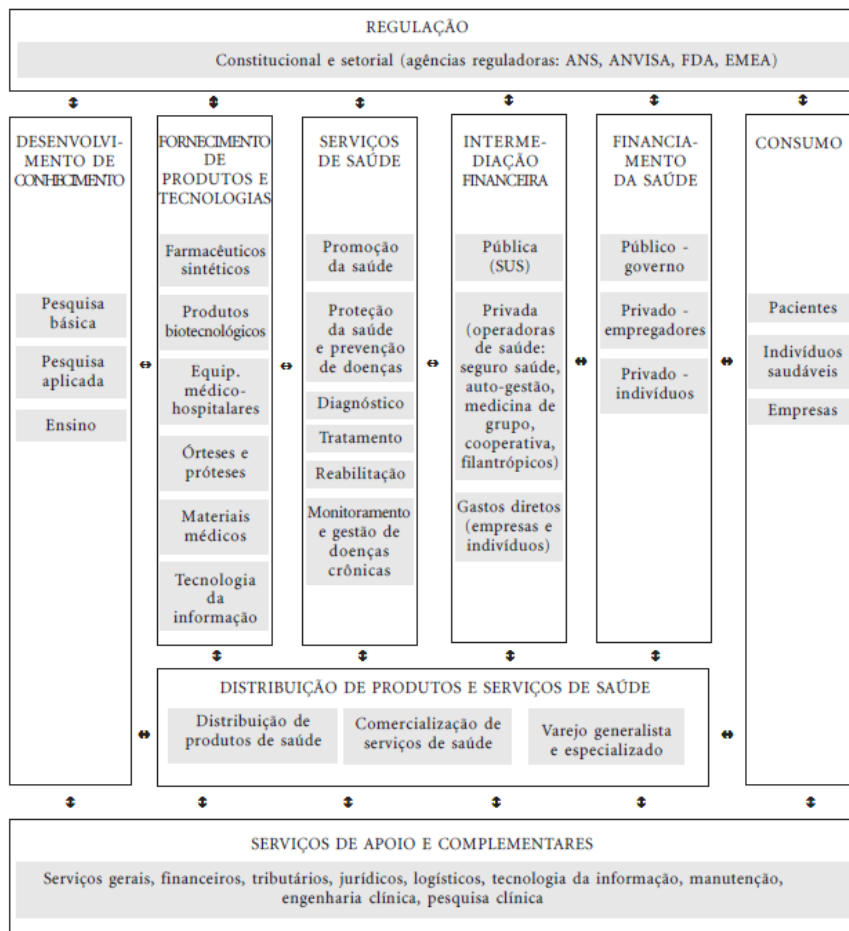 REGULAÇÃO
Constitucional e setorial (agências reguladoras: ANS, ANVISA, FDA, EMEA)
DESENVOLVI-
MENTO DE
CONHECIMENTO
Pesquisa
básica
Pesquisa
aplicada
Ensino
FORNECIMENTO
DE
PRODUTOS E
TECNOLOGIAS
Farmacêuticos
sintéticos
Produtos
biotecnológicos
Equip.
médico-
hospitalares
Órteses e
próteses
Materiais
médicos
Tecnologia
da
informação
SERVIÇOS
DE SAÚDE
Promoção
da saúde
Proteção
da saúde
e prevenção
de doenças
Diagnóstico
Tratamento
Reabilitação
Monitoramento
e gestão de
doenças
crônicas
INTERME-
DIAÇÃO
FINANCEIRA
Pública
(SUS)
Privada
(operadoras
de saúde:
seguro saúde,
auto-gestão,
medicina de
grupo,
cooperativa,
filantrópicos)
Gastos diretos
(empresas e
indivíduos)
FINANCIA-
MENTO
DA SAÚDE
Público -
governo
Privado -
empregadores
Privado -
indivíduos
CONSUMO
Pacientes
Indivíduos
saudáveis
Empresas
DISTRIBUIÇÃO DE PRODUTOS E SERVIÇOS DE SAÚDE
Distribuição de
produtos de saúde
Comercialização de
serviços de saúde
Varejo generalista
e especializado
SERVIÇOS DE APOIO E COMPLEMENTARES
Serviços gerais, financeiros, tributários, jurídicos, logísticos, tecnologia da informação, manutenção,
engenharia clínica, pesquisa clínica